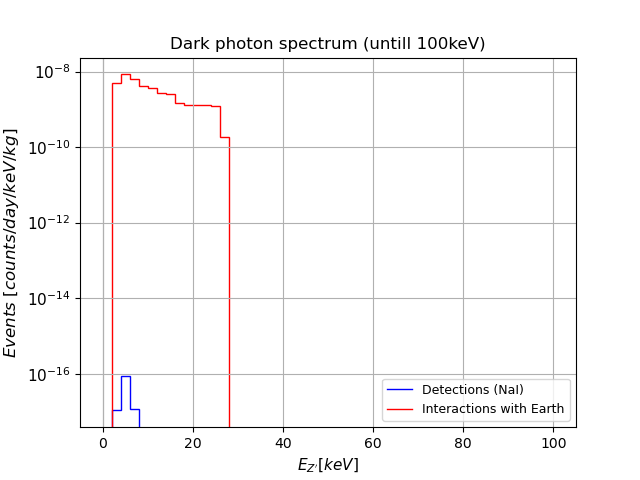 Dark photon spectrum (untill 100keV)
10⁻⁸
10⁻¹⁰
10⁻¹²
10⁻¹⁴
10⁻¹⁶
Events [counts/day/keV/kg]
Detections (NaI)
Interactions with Earth
0 20 40 60 80 100
E_{Z'}[keV]